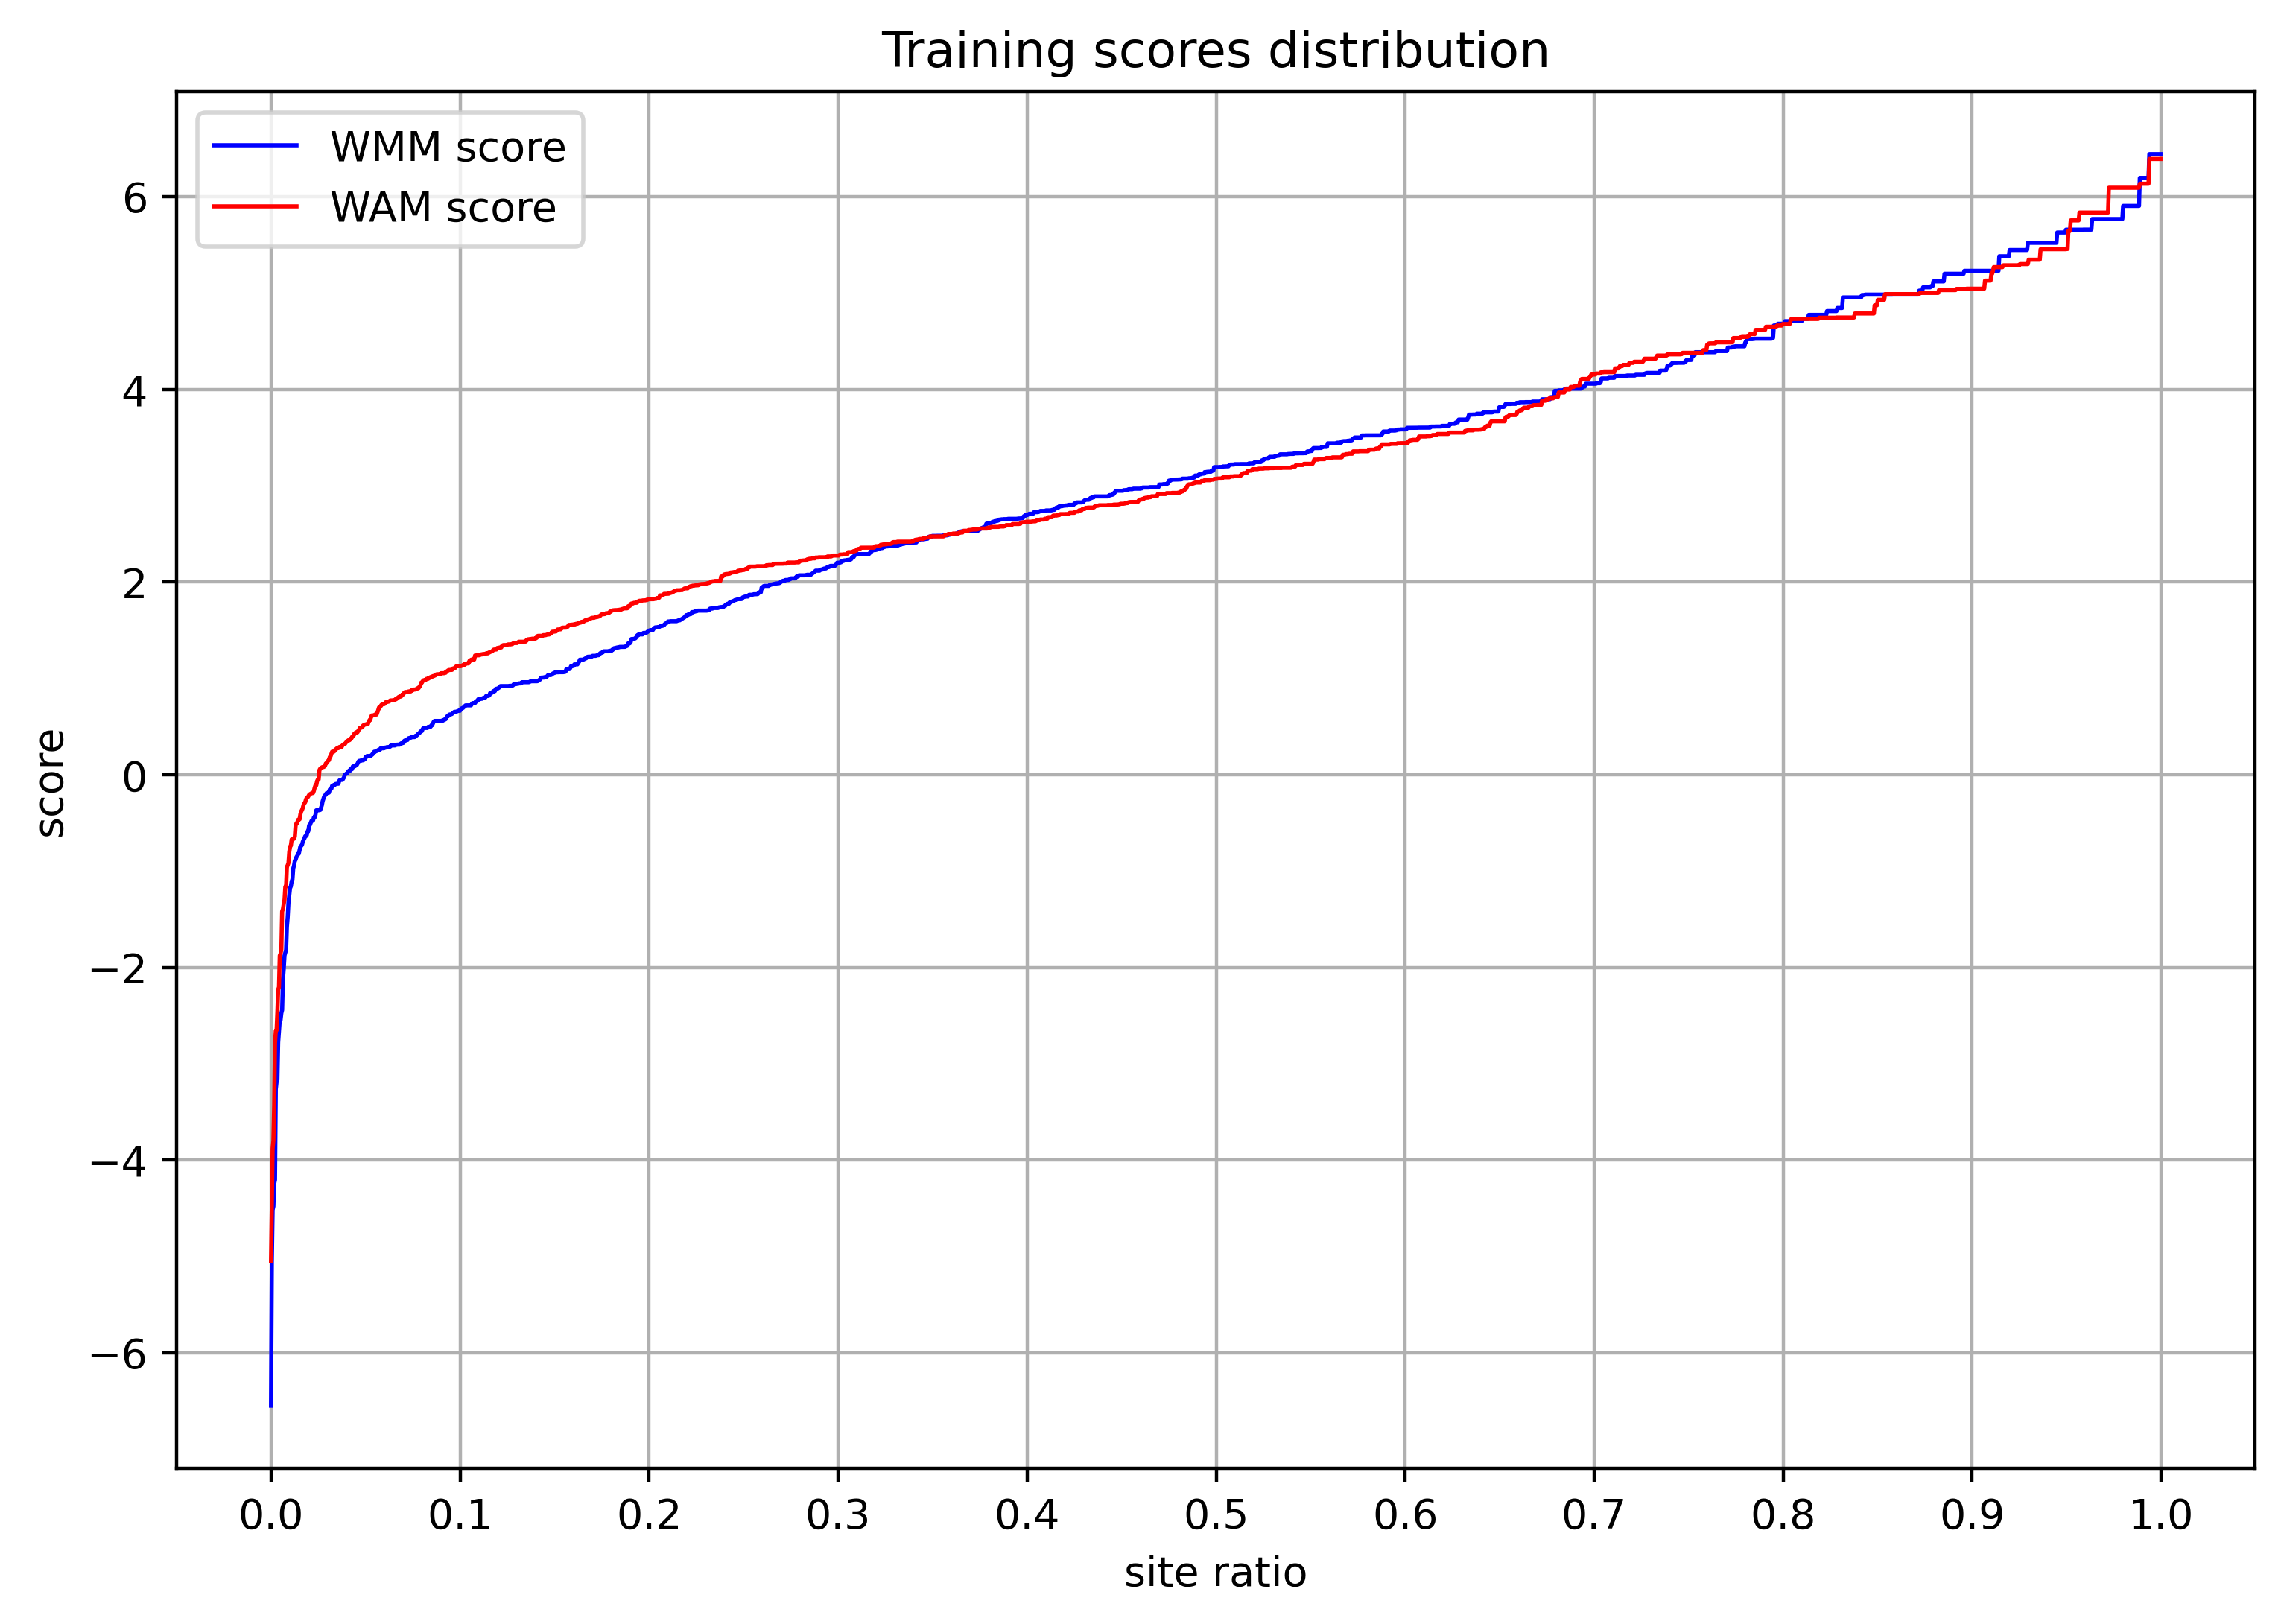 Training scores distribution
WMM score
WAM score
6
4
2
0
−2
−4
−6
score
0.0 0.1 0.2 0.3 0.4 0.5 0.6 0.7 0.8 0.9 1.0
site ratio